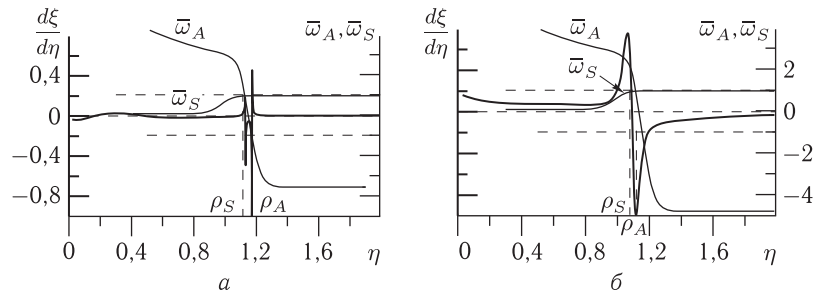 dξ/dη
ω̅_A
ω̅_A, ω̅_S
0,4
ω̅_S
0
−0,4
−0,8
ρ_S
ρ_A
0
0,4
0,8
1,2
1,6
η
а
dξ/dη
ω̅_A
ω̅_A, ω̅_S
ω̅_S
2
0
−2
−4
ρ_S
ρ_A
0
0,4
0,8
1,2
1,6
η
б